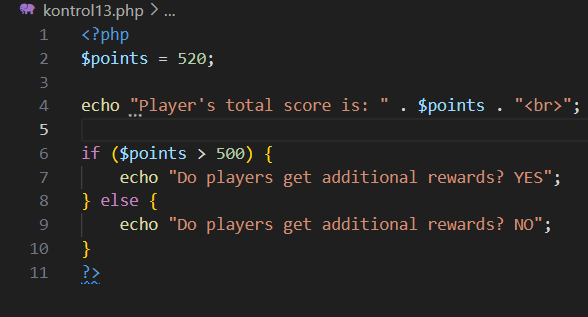 kontrol13.php > ...
1 <?php
2 $points = 520;
3
4 echo "Player's total score is: " . $points . "<br>";
5
6 if ($points > 500) {
7     echo "Do players get additional rewards? YES";
8 } else {
9     echo "Do players get additional rewards? NO";
10 }
11 ?>